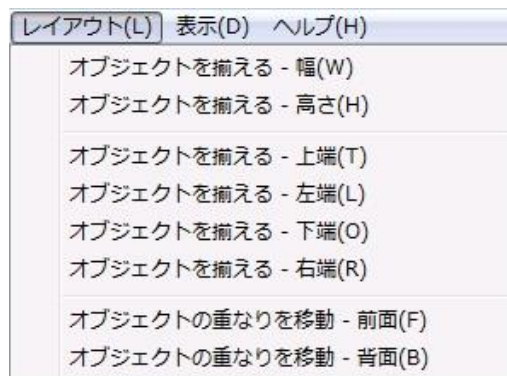 レイアウト(L) 表示(D) ヘルプ(H)
オブジェクトを揃える - 幅(W)
オブジェクトを揃える - 高さ(H)
オブジェクトを揃える - 上端(T)
オブジェクトを揃える - 左端(L)
オブジェクトを揃える - 下端(O)
オブジェクトを揃える - 右端(R)
オブジェクトの重なりを移動 - 前面(F)
オブジェクトの重なりを移動 - 背面(B)